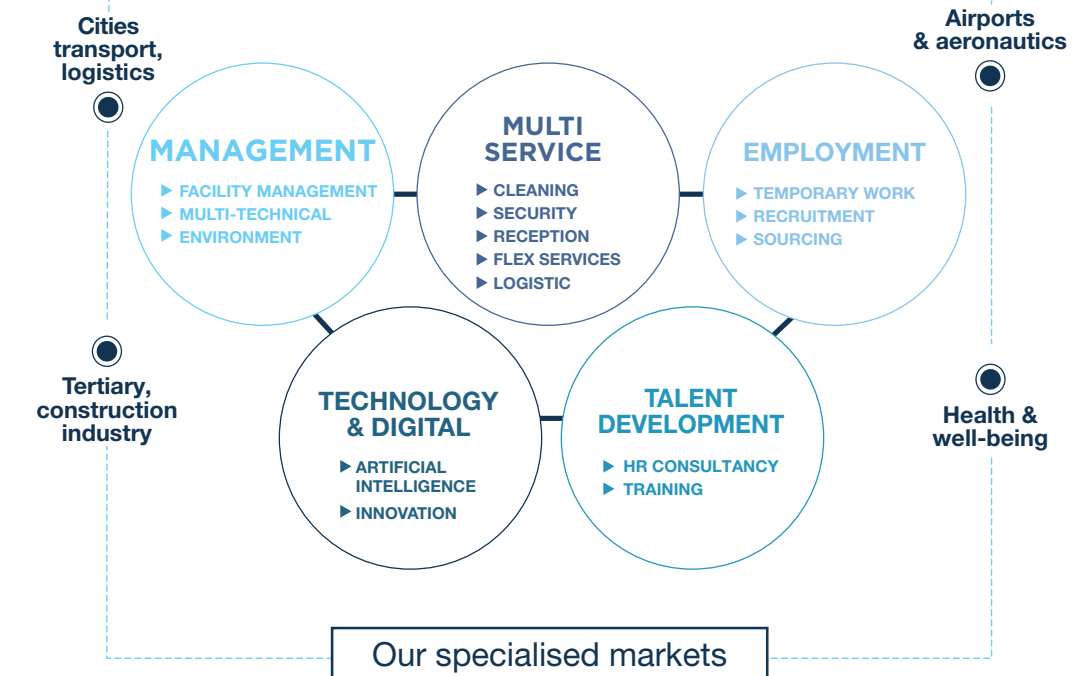 Cities
transport,
logistics
Airports
& aeronautics
MANAGEMENT
FACILITY MANAGEMENT
MULTI-TECHNICAL
ENVIRONMENT
MULTI
SERVICE
CLEANING
SECURITY
RECEPTION
FLEX SERVICES
LOGISTIC
EMPLOYMENT
TEMPORARY WORK
RECRUITMENT
SOURCING
Tertiary,
construction
industry
TECHNOLOGY
& DIGITAL
ARTIFICIAL
INTELLIGENCE
INNOVATION
TALENT
DEVELOPMENT
HR CONSULTANCY
TRAINING
Health &
well-being
Our specialised markets